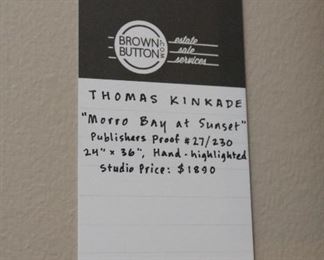 BROWN
BUTTON
.COM
estate
sale
services
THOMAS KINKADE
"Morro Bay at Sunset"
Publishers Proof #27/230
24" x 36", Hand-highlighted
Studio Price: $1890